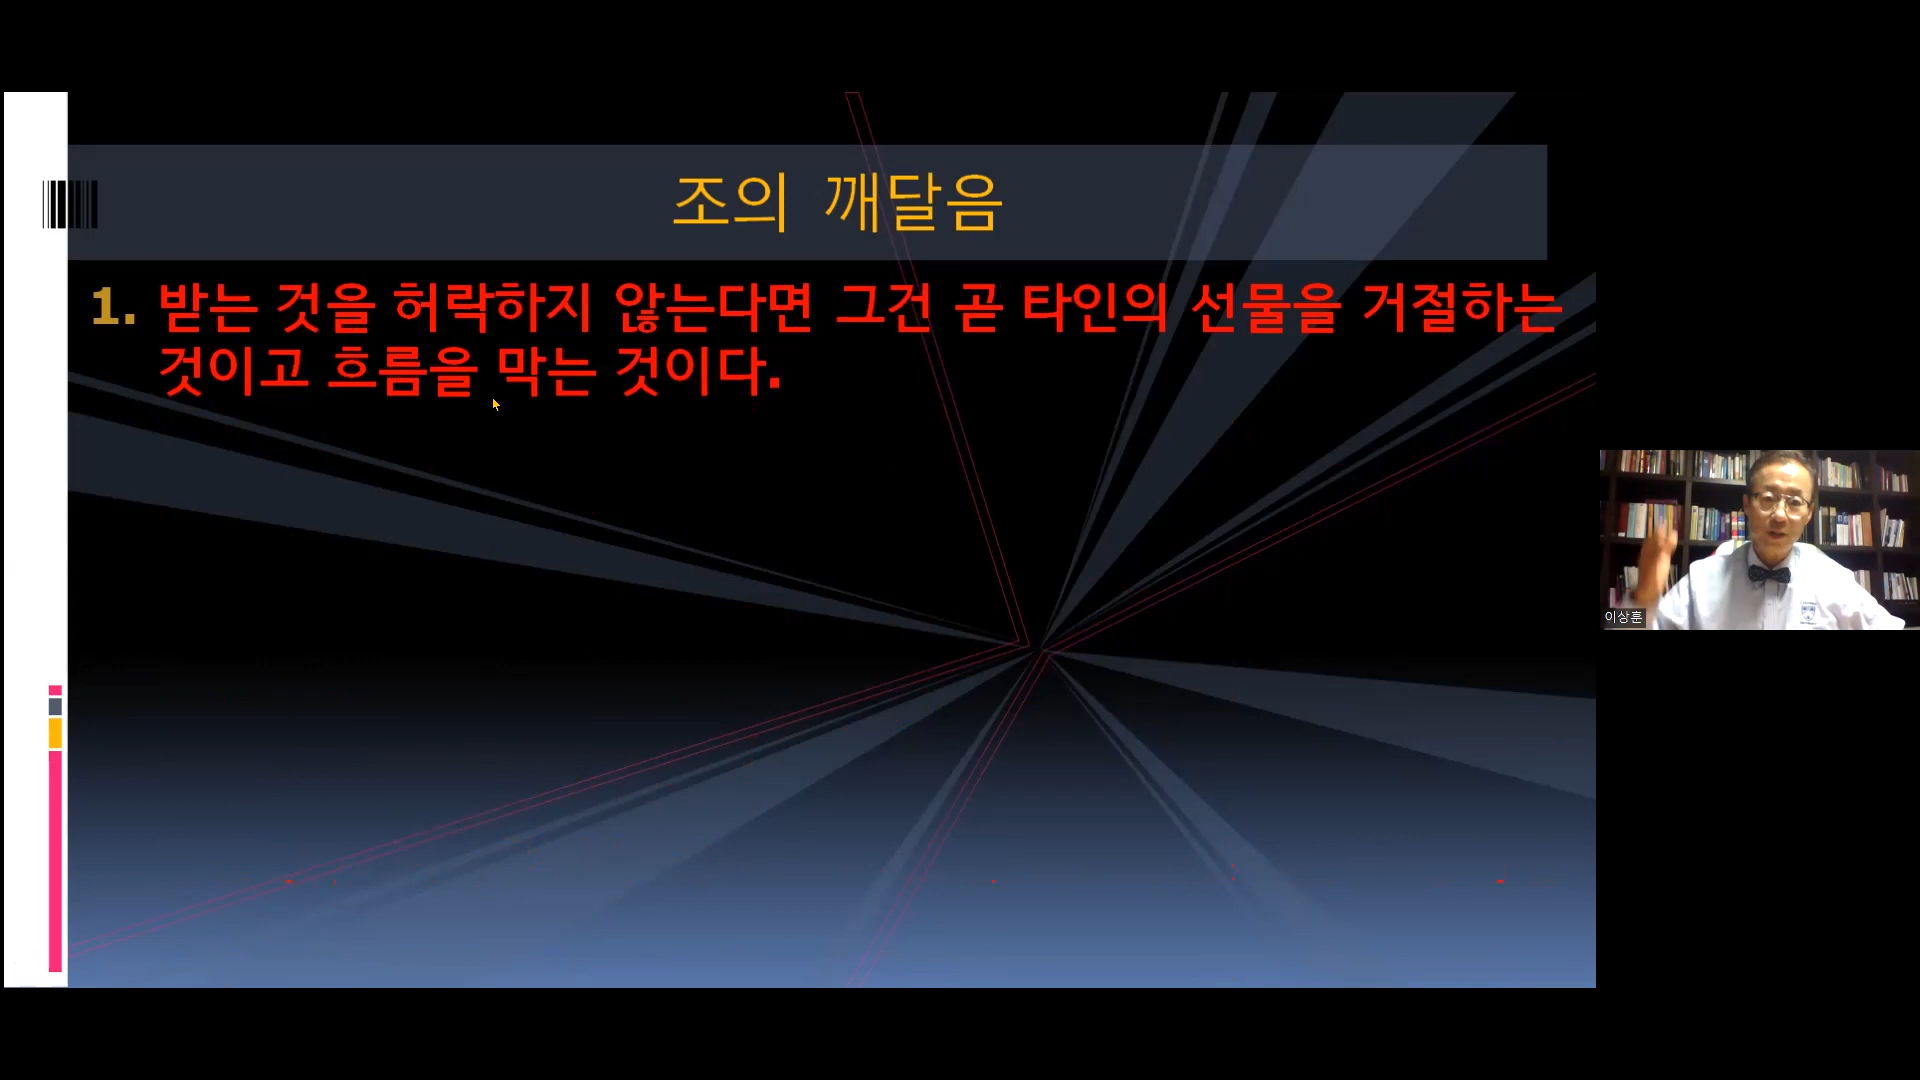 조의 깨달음
1. 받는 것을 허락하지 않는다면 그건 곧 타인의 선물을 거절하는
것이고 흐름을 막는 것이다.
이상훈